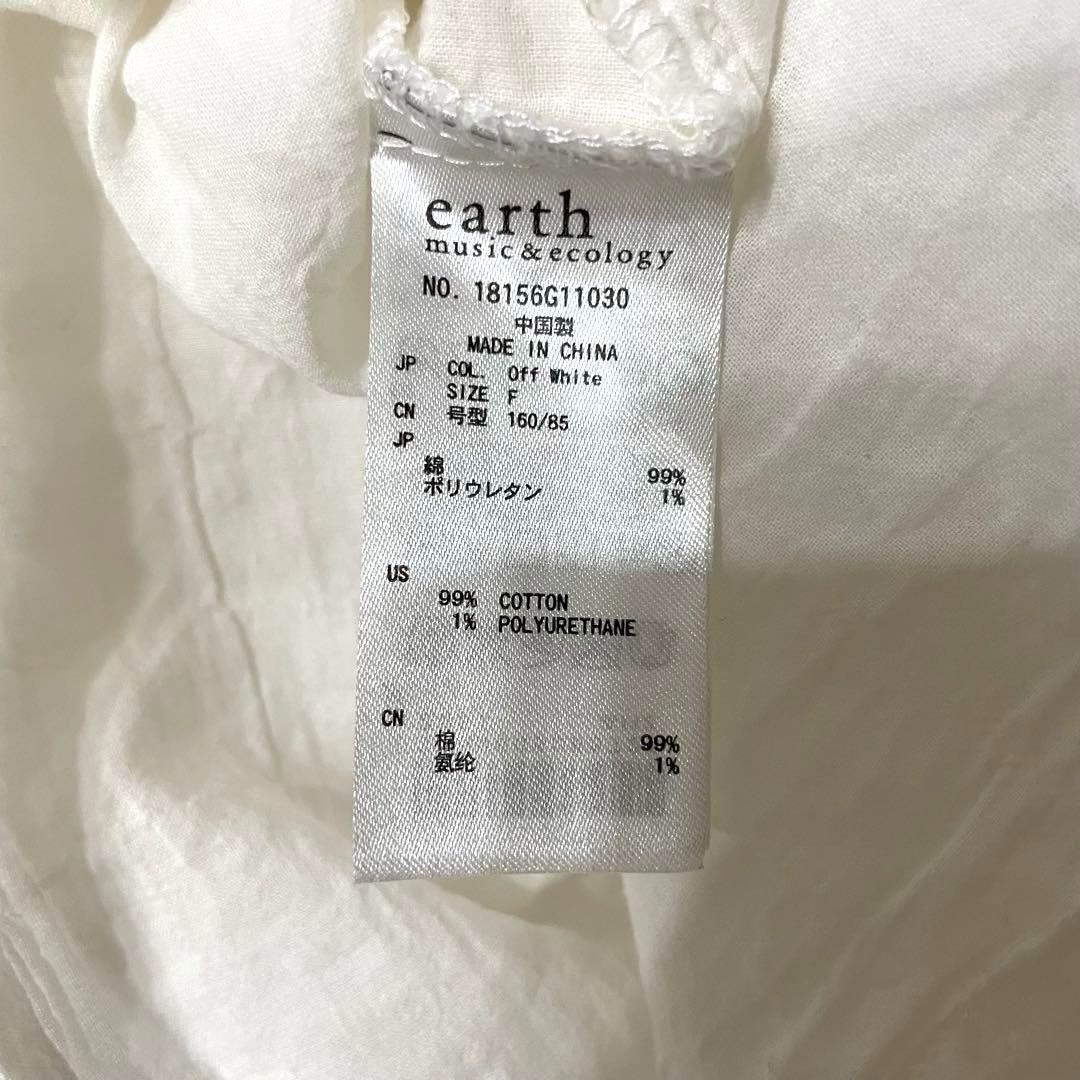 earth
music & ecology
NO. 18156G11030
中国製
MADE IN CHINA
JP COL. Off White
SIZE F
CN 号型 160/85
JP
綿 99%
ポリウレタン 1%
US
99% COTTON
1% POLYURETHANE
CN
棉 99%
氨纶 1%